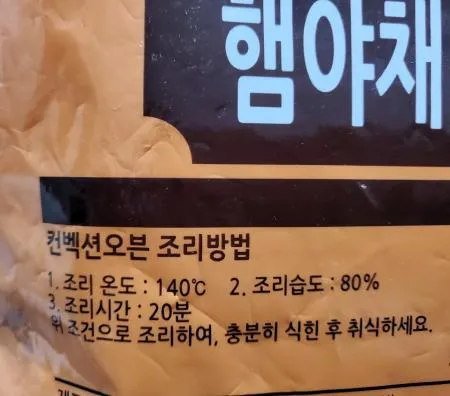 햄야채
컨벡션오븐 조리방법
1. 조리 온도 : 140℃ 2. 조리습도 : 80%
3. 조리시간 : 20분
위 조건으로 조리하여, 충분히 식힌 후 취식하세요.